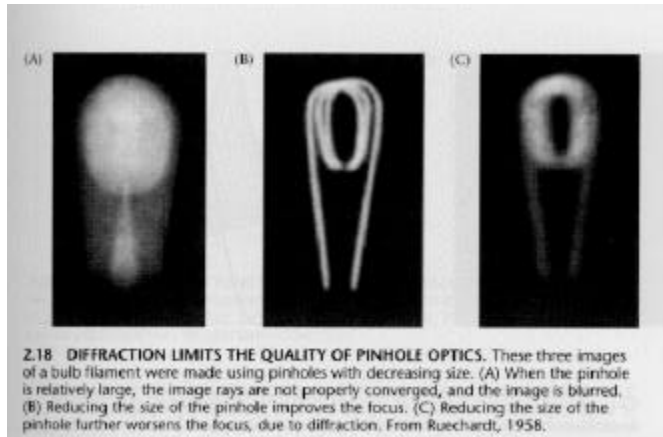 (A) (B) (C)
2.18 DIFFRACTION LIMITS THE QUALITY OF PINHOLE OPTICS. These three images
of a bulb filament were made using pinholes with decreasing size. (A) When the pinhole
is relatively large, the image rays are not properly converged, and the image is blurred.
(B) Reducing the size of the pinhole improves the focus. (C) Reducing the size of the
pinhole further worsens the focus, due to diffraction. From Ruechardt, 1958.